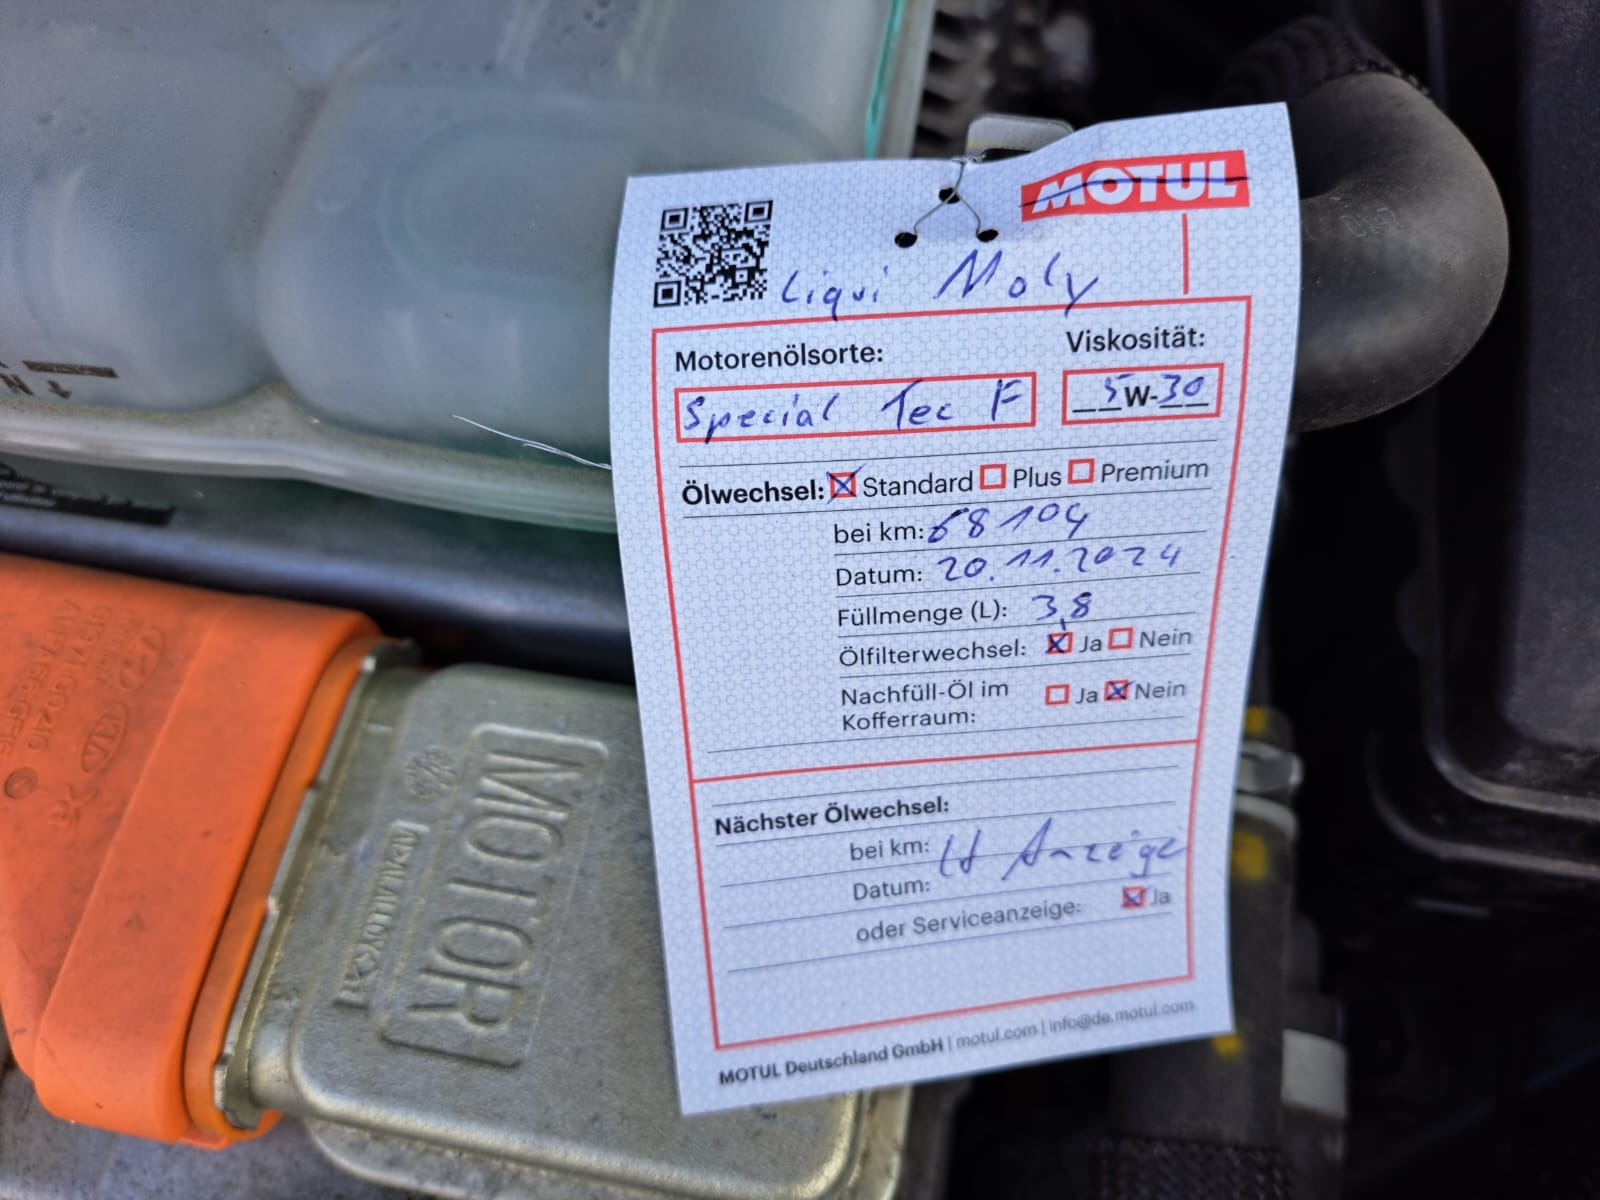 MOTUL
Liqui Moly
Motorenölsorte: Viskosität:
Special Tec F 5W-30
Ölwechsel: Standard Plus Premium
bei km: 68104
Datum: 20.11.2024
Füllmenge (L): 3,8
Ölfilterwechsel: Ja Nein
Nachfüll-Öl im Ja Nein
Kofferraum:
Nächster Ölwechsel:
bei km:
Anzeige
Datum:
oder Serviceanzeige: Ja
MOTUL Deutschland GmbH | motul.com | info@de.motul.com
MOTOR
KIA